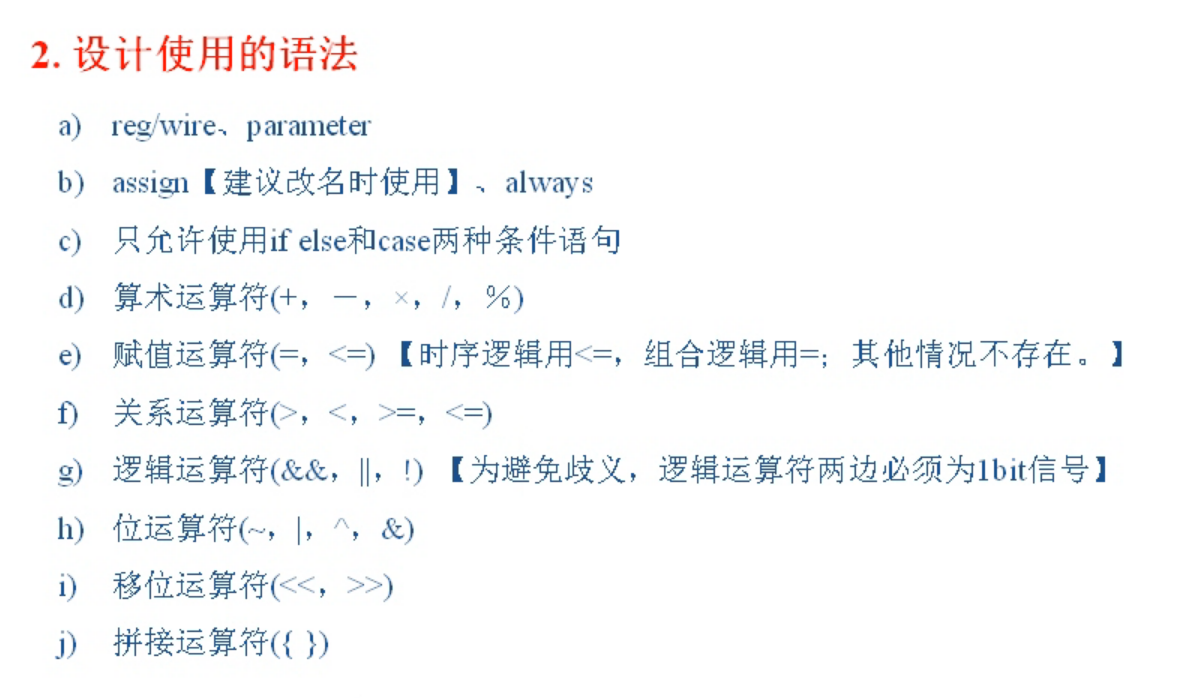 2. 设计使用的语法
a) reg/wire、parameter
b) assign【建议改名时使用】、always
c) 只允许使用if else和case两种条件语句
d) 算术运算符(+，－，×，/，%)
e) 赋值运算符(=，<=)【时序逻辑用<=，组合逻辑用=；其他情况不存在。】
f) 关系运算符(>，<，>=，<=)
g) 逻辑运算符(&&，||，!)【为避免歧义，逻辑运算符两边必须为1bit信号】
h) 位运算符(~，|，^，&)
i) 移位运算符(<<，>>)
j) 拼接运算符({ })